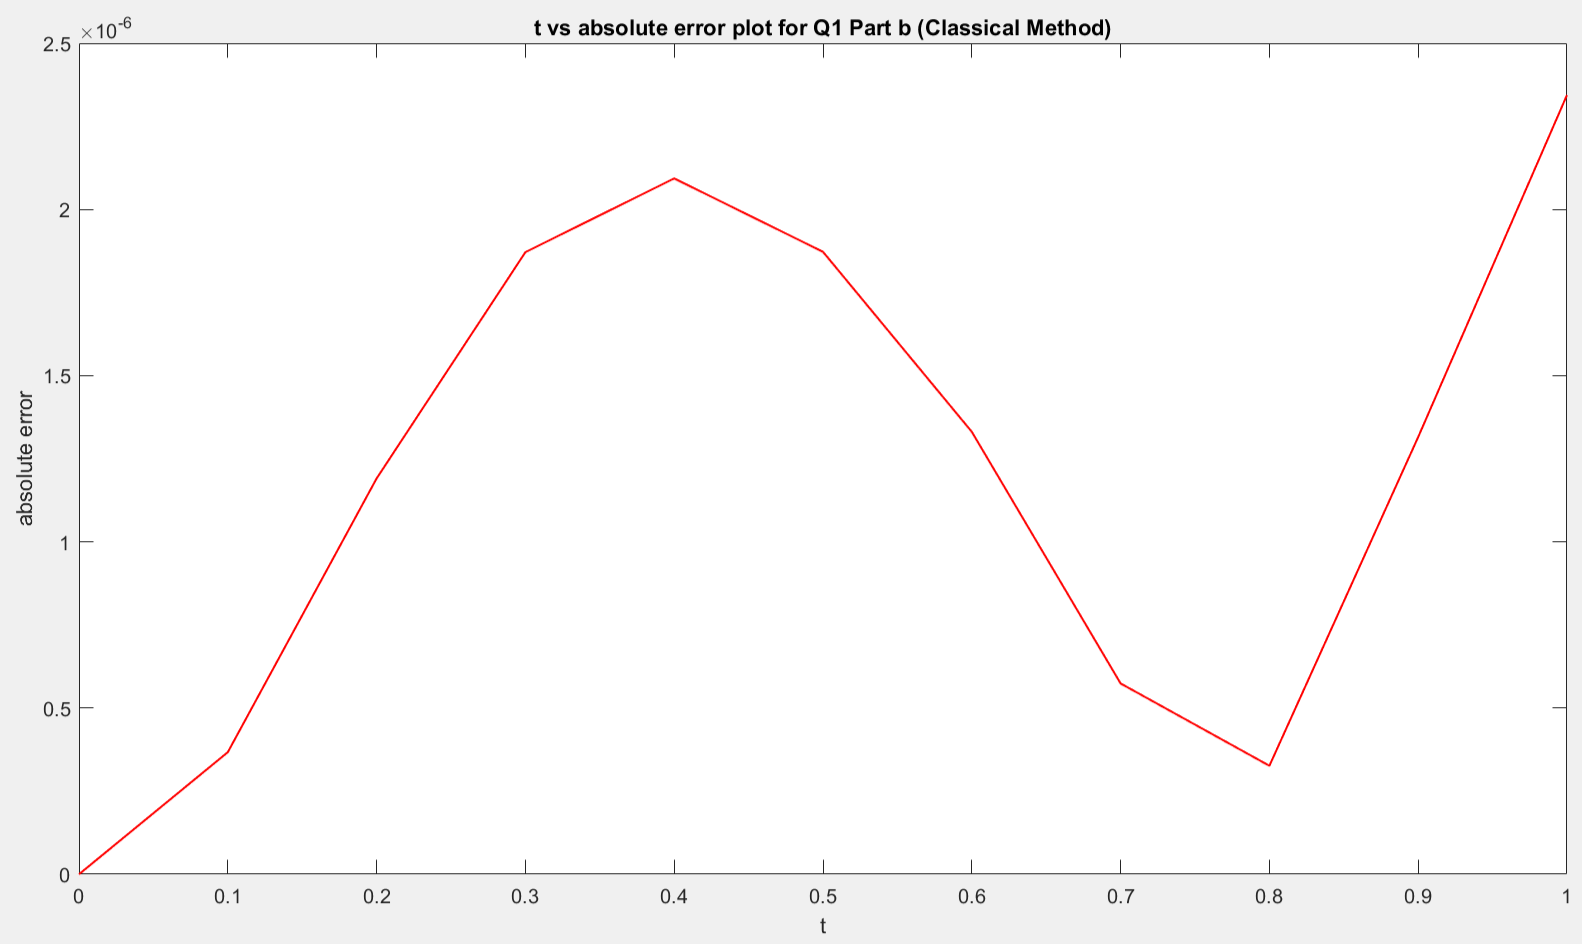 t vs absolute error plot for Q1 Part b (Classical Method)
×10-6
2.5
2
1.5
1
0.5
0
absolute error
0 0.1 0.2 0.3 0.4 0.5 0.6 0.7 0.8 0.9 1
t